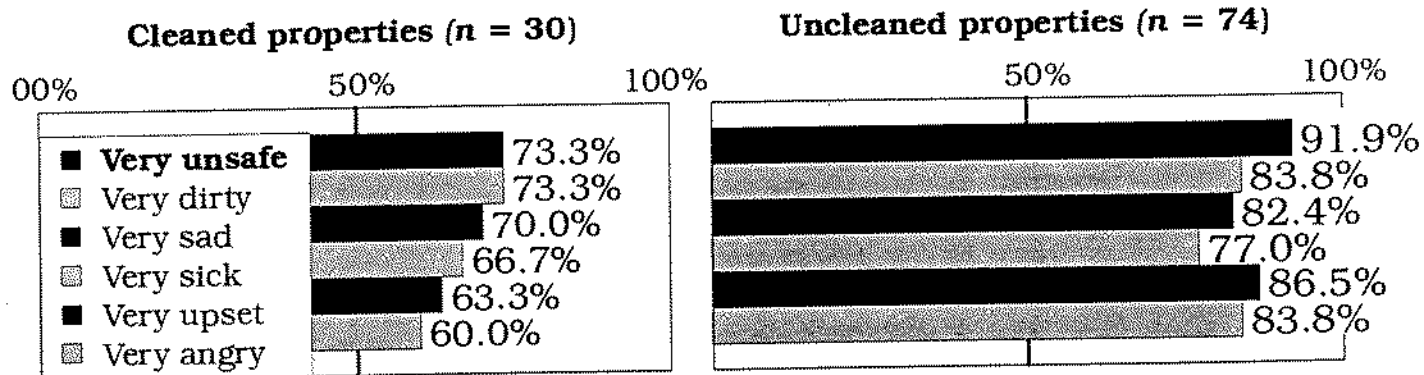 Cleaned properties (n = 30)
00% 50% 100%
Very unsafe 73.3%
Very dirty 73.3%
Very sad 70.0%
Very sick 66.7%
Very upset 63.3%
Very angry 60.0%
Uncleaned properties (n = 74)
50% 100%
91.9%
83.8%
82.4%
77.0%
86.5%
83.8%